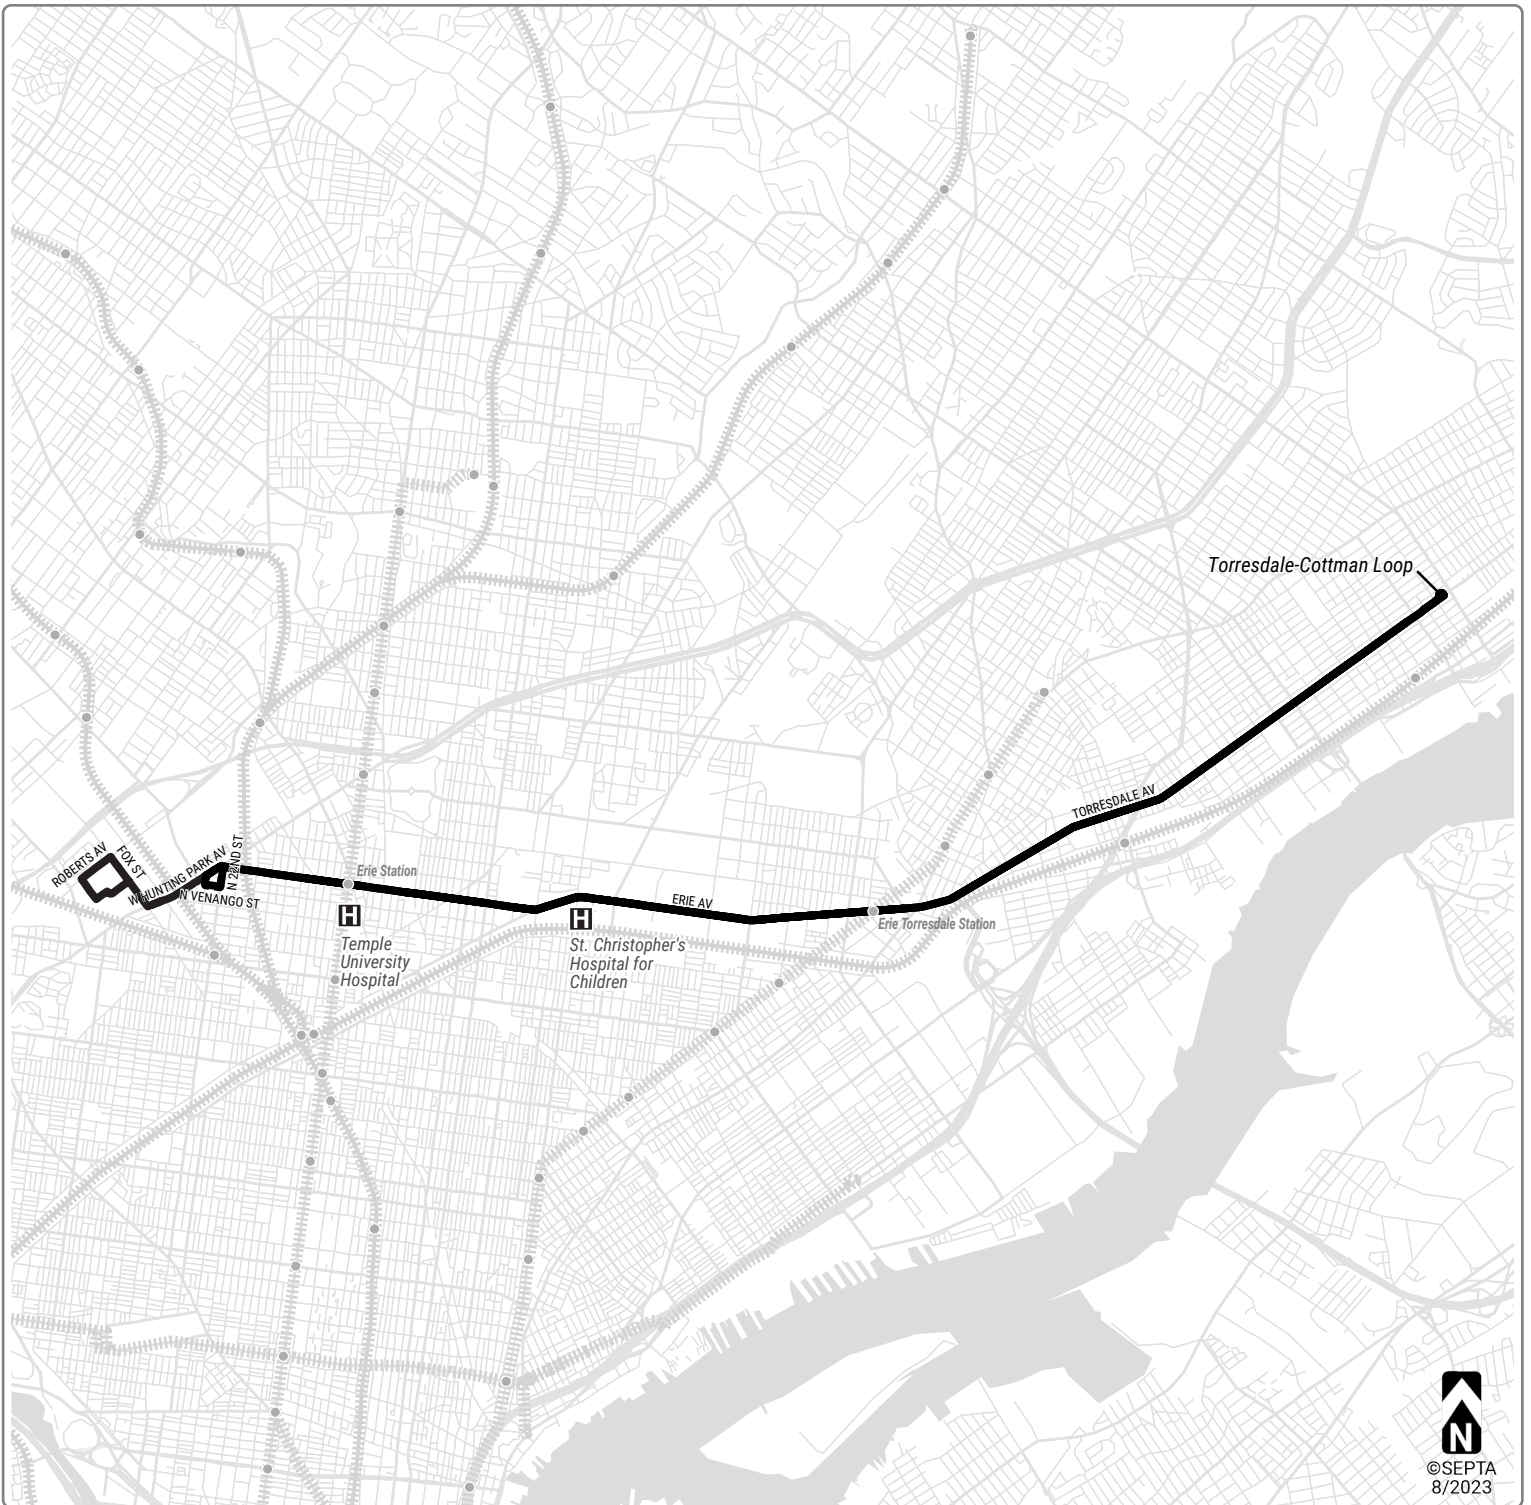 Torresdale-Cottman Loop
TORRESDALE AV
ROBERTS AV
FOX ST
W HUNTING PARK AV
N 22ND ST
W VENANGO ST
Erie Station
ERIE AV
H
Temple
University
Hospital
H
St. Christopher's
Hospital for
Children
Erie Torresdale Station
N
©SEPTA
8/2023